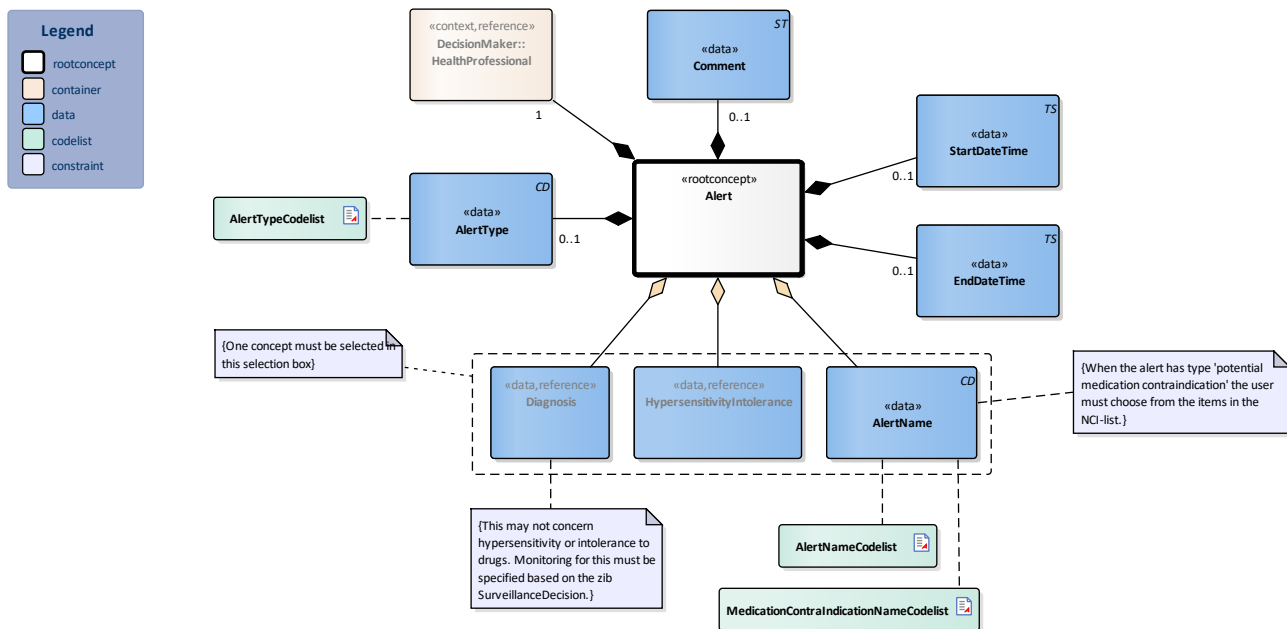 Legend
rootconcept
container
data
codelist
constraint
«context,reference»
DecisionMaker::
HealthProfessional
1
ST
«data»
Comment
0..1
TS
«data»
StartDateTime
0..1
«rootconcept»
Alert
CD
«data»
AlertType
0..1
AlertTypeCodelist
TS
«data»
EndDateTime
0..1
{One concept must be selected in
this selection box}
«data,reference»
Diagnosis
«data,reference»
HypersensitivityIntolerance
CD
«data»
AlertName
{When the alert has type 'potential
medication contraindication' the user
must choose from the items in the
NCI-list.}
{This may not concern
hypersensitivity or intolerance to
drugs. Monitoring for this must be
specified based on the zib
SurveillanceDecision.}
AlertNameCodelist
MedicationContraIndicationNameCodelist